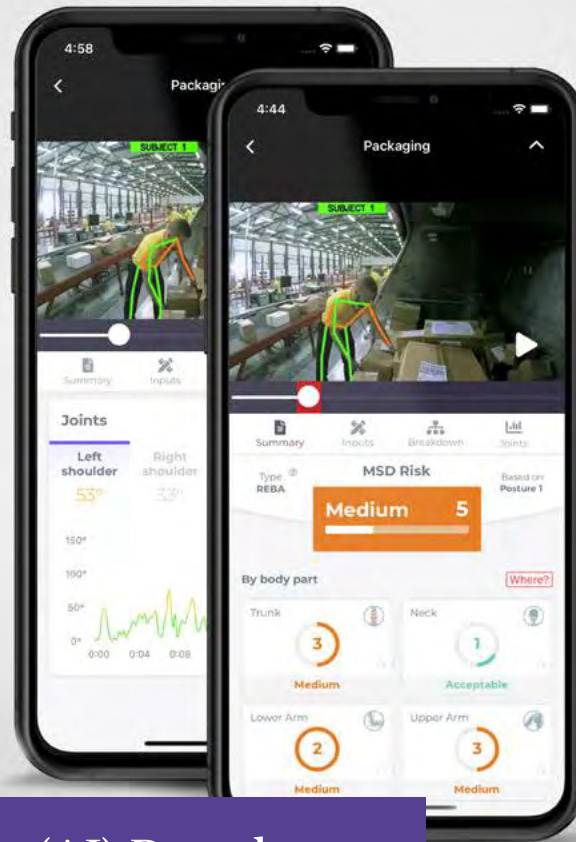 4:58
Packagi
SUBJECT 1
Summary
Inputs
Joints
Left shoulder
53°
Right shoulder
33°
150°
100°
50°
0°
0:00 0:04 0:08
4:44
Packaging
SUBJECT 1
Summary
Inputs
Breakdown
Joints
Type
REBA
MSD Risk
Based on:
Posture 1
Medium 5
By body part
Where?
Trunk
3
Medium
Neck
1
Acceptable
Lower Arm
2
Medium
Upper Arm
3
Medium